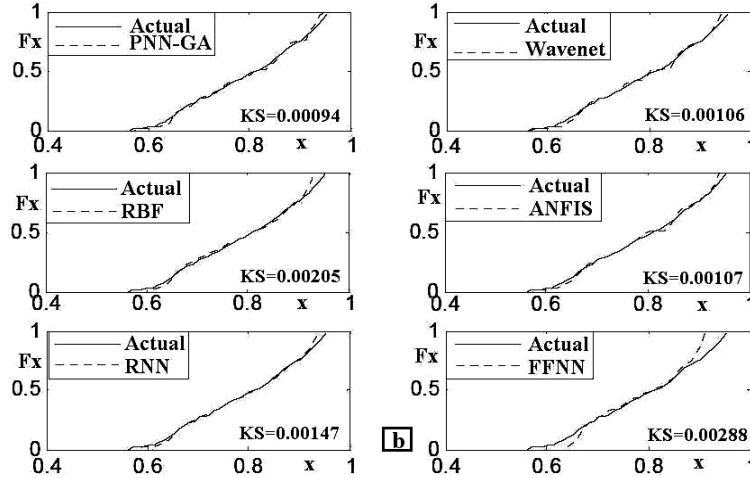 1
Fx
0.5
0
Actual
PNN-GA
KS=0.00094
0.4 0.6 0.8 1
x
1
0.5
0
Actual
Wavenet
KS=0.00106
0.4 0.6 0.8 1
x
1
Fx
0.5
0
Actual
RBF
KS=0.00205
0.4 0.6 0.8 1
x
1
0.5
0
Actual
ANFIS
KS=0.00107
0.4 0.6 0.8 1
x
1
Fx
0.5
0
Actual
RNN
KS=0.00147
0.4 0.6 0.8 1
x
b
1
0.5
0
Actual
FFNN
KS=0.00288
0.4 0.6 0.8 1
x